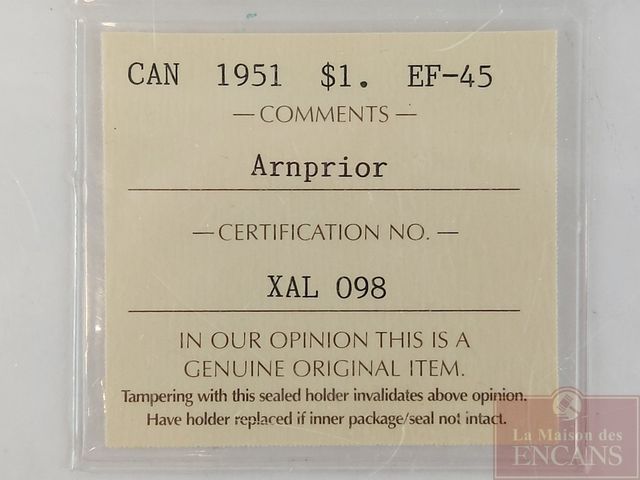 CAN 1951 $1. EF-45
— COMMENTS —
Arnprior
— CERTIFICATION NO. —
XAL 098
IN OUR OPINION THIS IS A
GENUINE ORIGINAL ITEM.
Tampering with this sealed holder invalidates above opinion.
Have holder replaced if inner package/seal not intact.
La Maison des
ENCANS